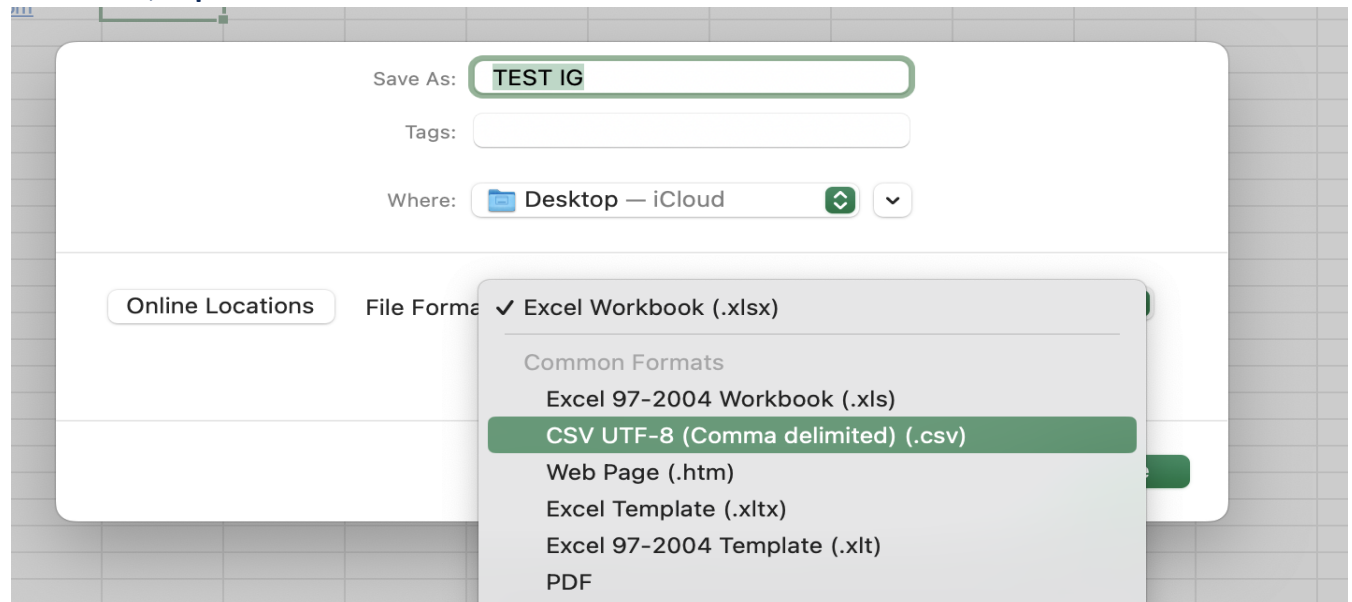 Save As: TEST IG
Tags:
Where: Desktop — iCloud
Online Locations File Forma ✓ Excel Workbook (.xlsx)
Common Formats
Excel 97-2004 Workbook (.xls)
CSV UTF-8 (Comma delimited) (.csv)
Web Page (.htm)
Excel Template (.xltx)
Excel 97-2004 Template (.xlt)
PDF